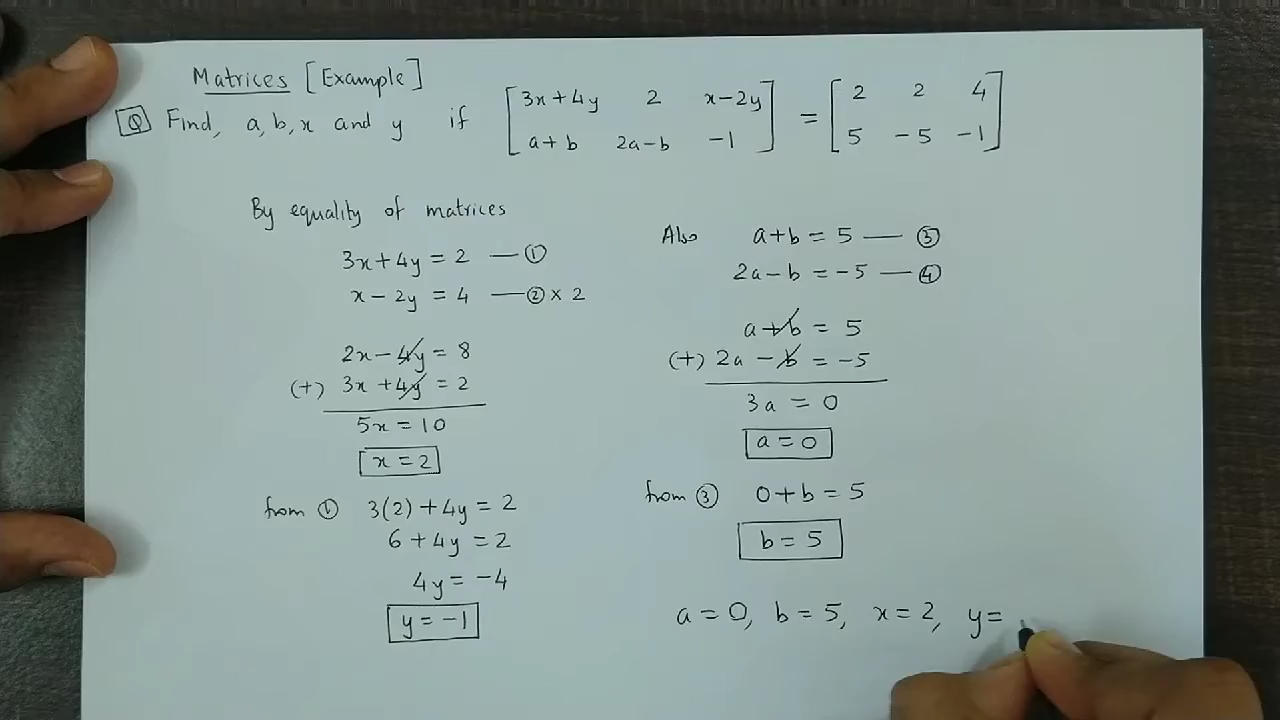 Matrices [Example]
Q Find, a, b, x and y if [3x+4y 2 x-2y = [2 2 4
a+b 2a-b -1] 5 -5 -1]
By equality of matrices
3x+4y = 2 — ①
x-2y = 4 — ② × 2
2x-4y = 8
(+) 3x+4y = 2
5x = 10
x = 2
from ① 3(2)+4y = 2
6+4y = 2
4y = -4
y = -1
Also a+b = 5 — ③
2a-b = -5 — ④
a+b = 5
(+) 2a-b = -5
3a = 0
a = 0
from ③ 0+b = 5
b = 5
a = 0, b = 5, x = 2, y =